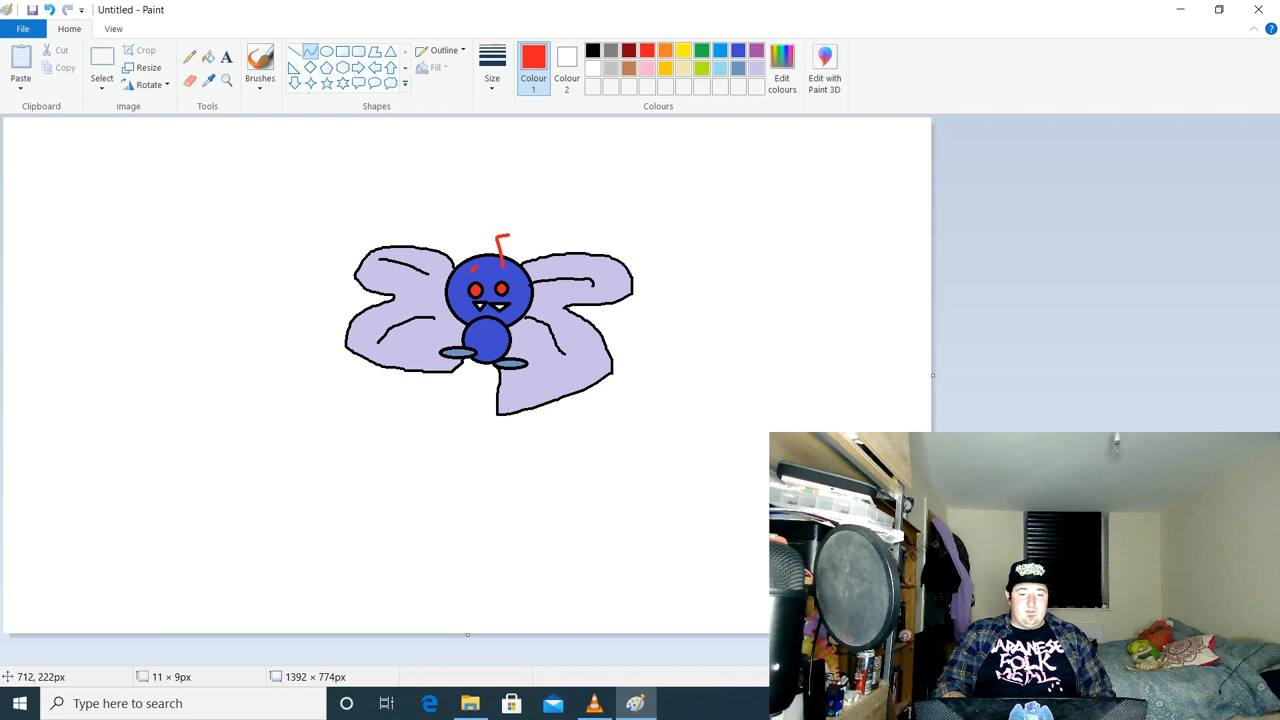 Untitled - Paint
File
Home
View
Paste
Cut
Copy
Clipboard
Select
Crop
Resize
Rotate
Image
Tools
Brushes
Shapes
Outline
Fill
Size
Colour 1
Colour 2
Edit colours
Colours
Edit with Paint 3D
JAPANESE
FOLK
METAL
712, 222px
11 × 9px
1392 × 774px
Type here to search